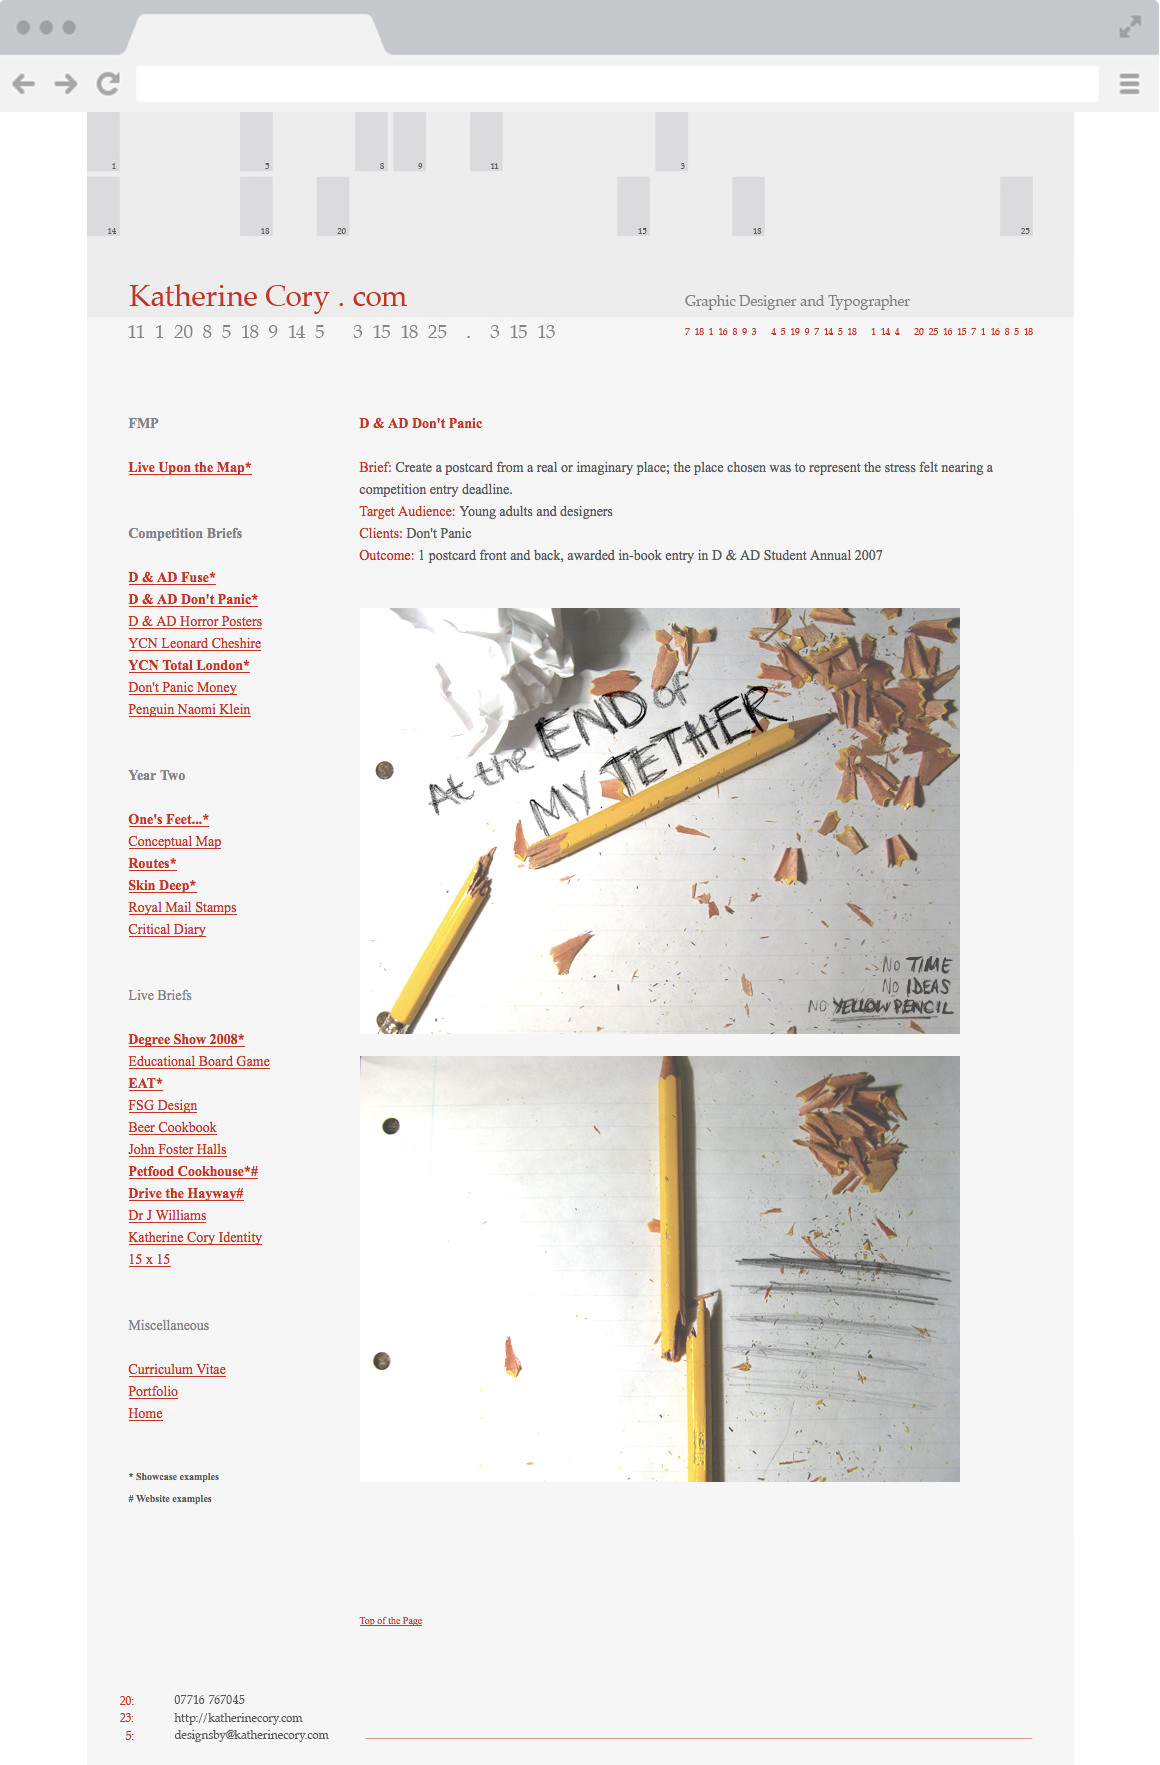 1 5 8 9 11 3
14 18 20 15 18 25
Katherine Cory . com
Graphic Designer and Typographer
11 1 20 8 5 18 9 14 5 3 15 18 25 . 3 15 13
7 18 1 16 8 9 3 4 5 19 9 7 14 5 18 1 14 4 20 25 16 15 7 1 16 8 5 18
FMP
Live Upon the Map*
Competition Briefs
D & AD Fuse*
D & AD Don't Panic*
D & AD Horror Posters
YCN Leonard Cheshire
YCN Total London*
Don't Panic Money
Penguin Naomi Klein
Year Two
One's Feet...*
Conceptual Map
Routes*
Skin Deep*
Royal Mail Stamps
Critical Diary
Live Briefs
Degree Show 2008*
Educational Board Game
EAT*
FSG Design
Beer Cookbook
John Foster Halls
Petfood Cookhouse*#
Drive the Hayway#
Dr J Williams
Katherine Cory Identity
15 x 15
Miscellaneous
Curriculum Vitae
Portfolio
Home
* Showcase examples
# Website examples
D & AD Don't Panic
Brief: Create a postcard from a real or imaginary place; the place chosen was to represent the stress felt nearing a
competition entry deadline.
Target Audience: Young adults and designers
Clients: Don't Panic
Outcome: 1 postcard front and back, awarded in-book entry in D & AD Student Annual 2007
At the END of
MY TETHER
NO TIME
NO IDEAS
NO YELLOW PENCIL
Top of the Page
20: 07716 767045
23: http://katherinecory.com
5: designsby@katherinecory.com